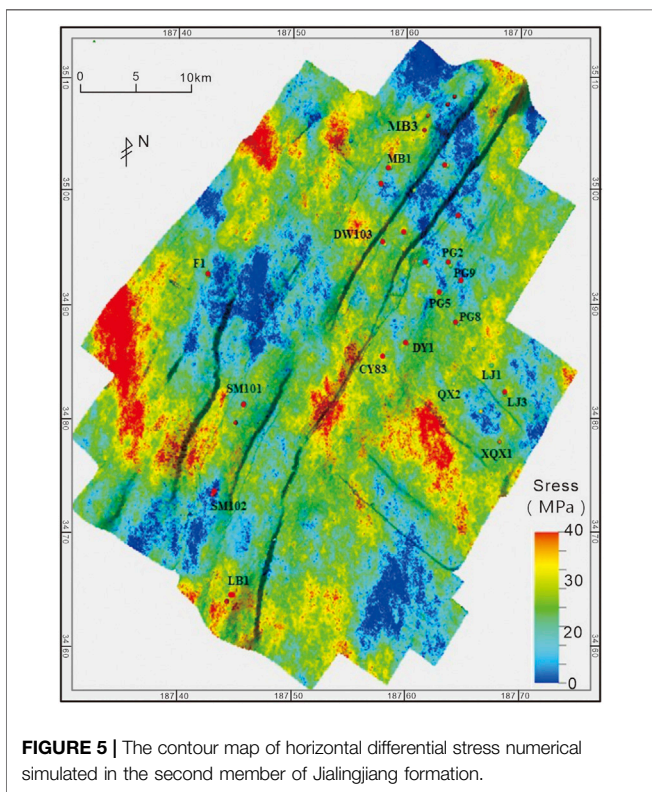 187 40 187 50 187 60 187 70
35 10
0 5 10km
N
MB3
MB1
35 00
DW103
F1
PG2
PG9
PG5
34 90
PG8
DY1
CY83
LJ1
SM101
QX2
LJ3
34 80
XQX1
SM102
Sress
( MPa )
40
34 70
30
LB1
20
34 60
0
187 40 187 50 187 60 187 70
FIGURE 5 | The contour map of horizontal differential stress numerical
simulated in the second member of Jialingjiang formation.